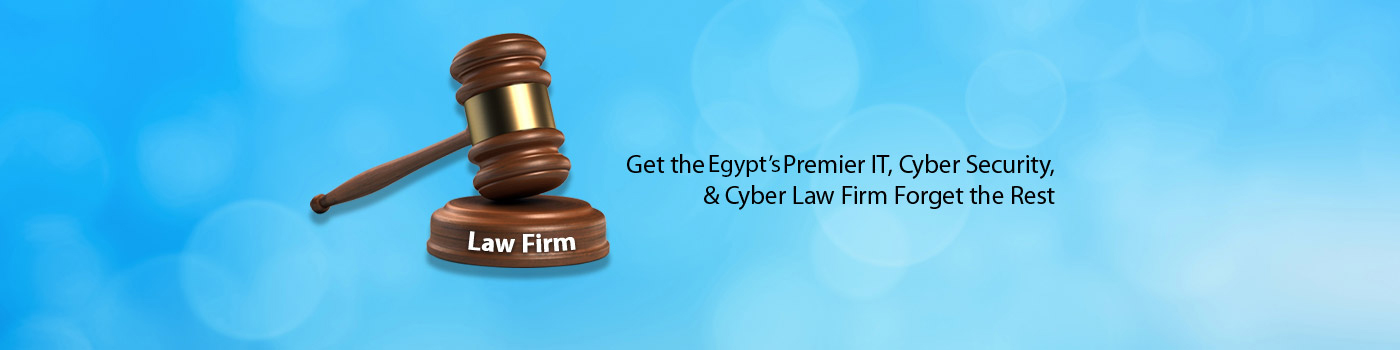 Get the Egypt's Premier IT, Cyber Security,
& Cyber Law Firm Forget the Rest
Law Firm